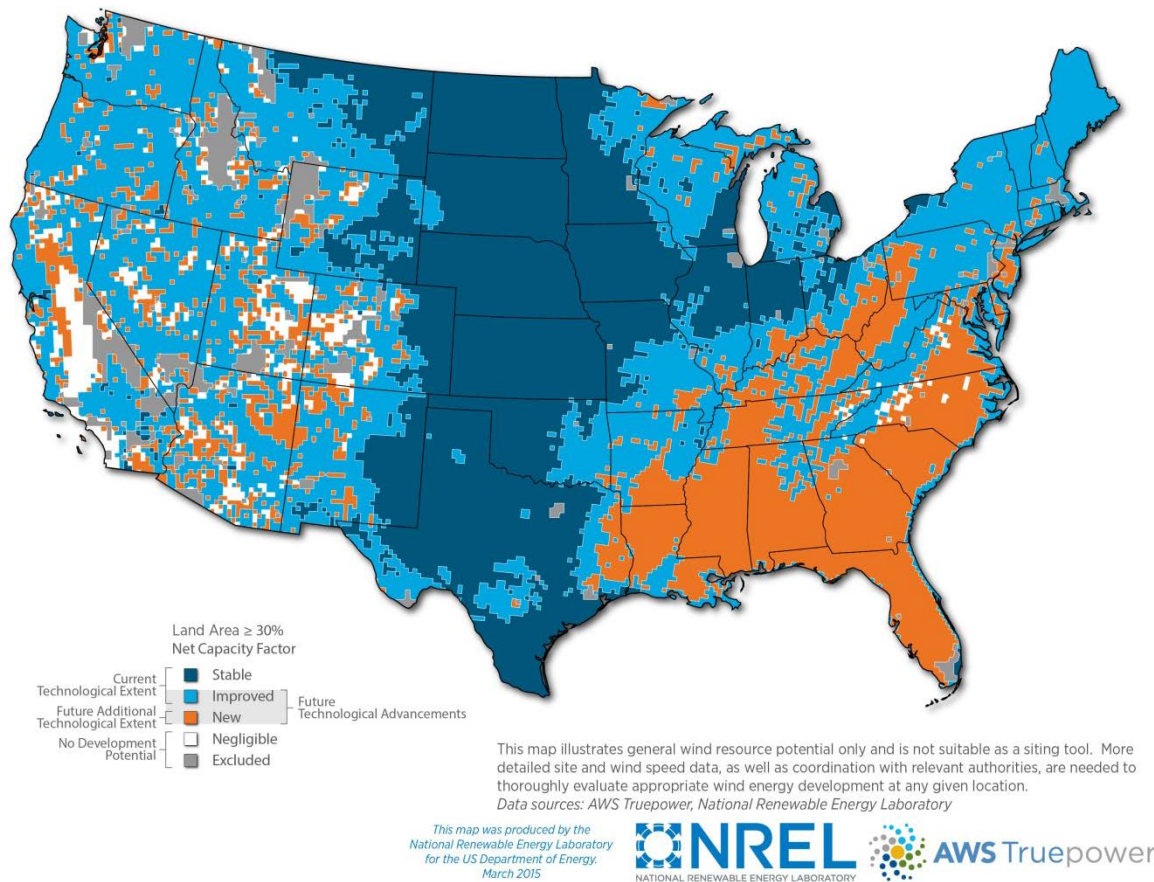 Land Area ≥ 30%
Net Capacity Factor
Current
Technological Extent
Stable
Improved
Future Additional
Technological Extent
New
Future
Technological Advancements
No Development
Potential
Negligible
Excluded
This map illustrates general wind resource potential only and is not suitable as a siting tool. More
detailed site and wind speed data, as well as coordination with relevant authorities, are needed to
thoroughly evaluate appropriate wind energy development at any given location.
Data sources: AWS Truepower, National Renewable Energy Laboratory
This map was produced by the
National Renewable Energy Laboratory
for the US Department of Energy.
March 2015
NREL
NATIONAL RENEWABLE ENERGY LABORATORY
AWS Truepower